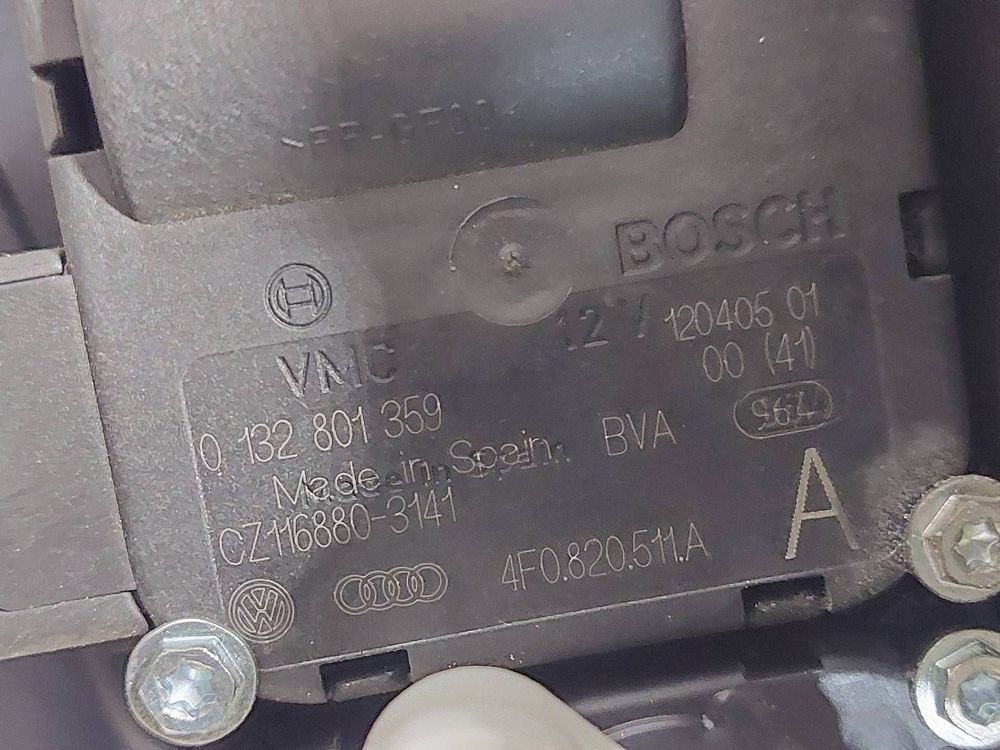 BOSCH
12 V
120405 01
00 (41)
VMC
0 132 801 359
Made in Spain
BVA
CZ116880-3141
A
4F0.820.511.A